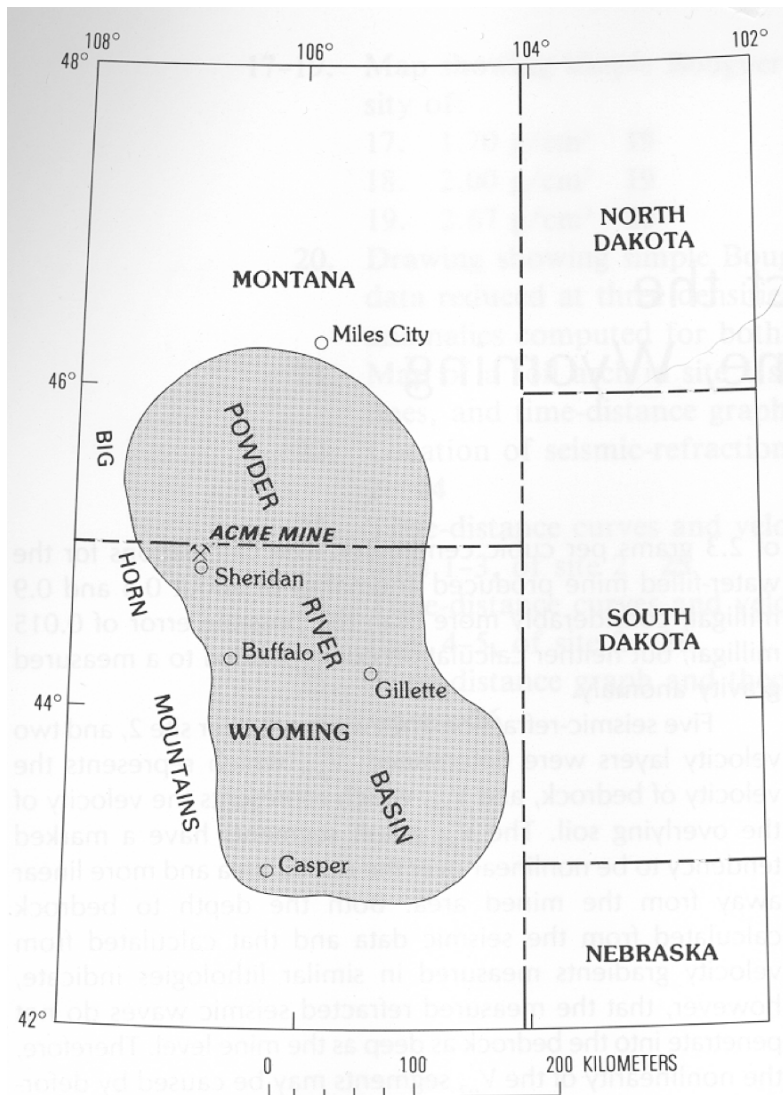 108°
106°
104°
102°
48°
NORTH
DAKOTA
MONTANA
Miles City
46°
BIG
POWDER
ACME MINE
HORN
Sheridan
RIVER
SOUTH
DAKOTA
Buffalo
Gillette
44°
MOUNTAINS
WYOMING
BASIN
Casper
NEBRASKA
42°
0 100 200 KILOMETERS